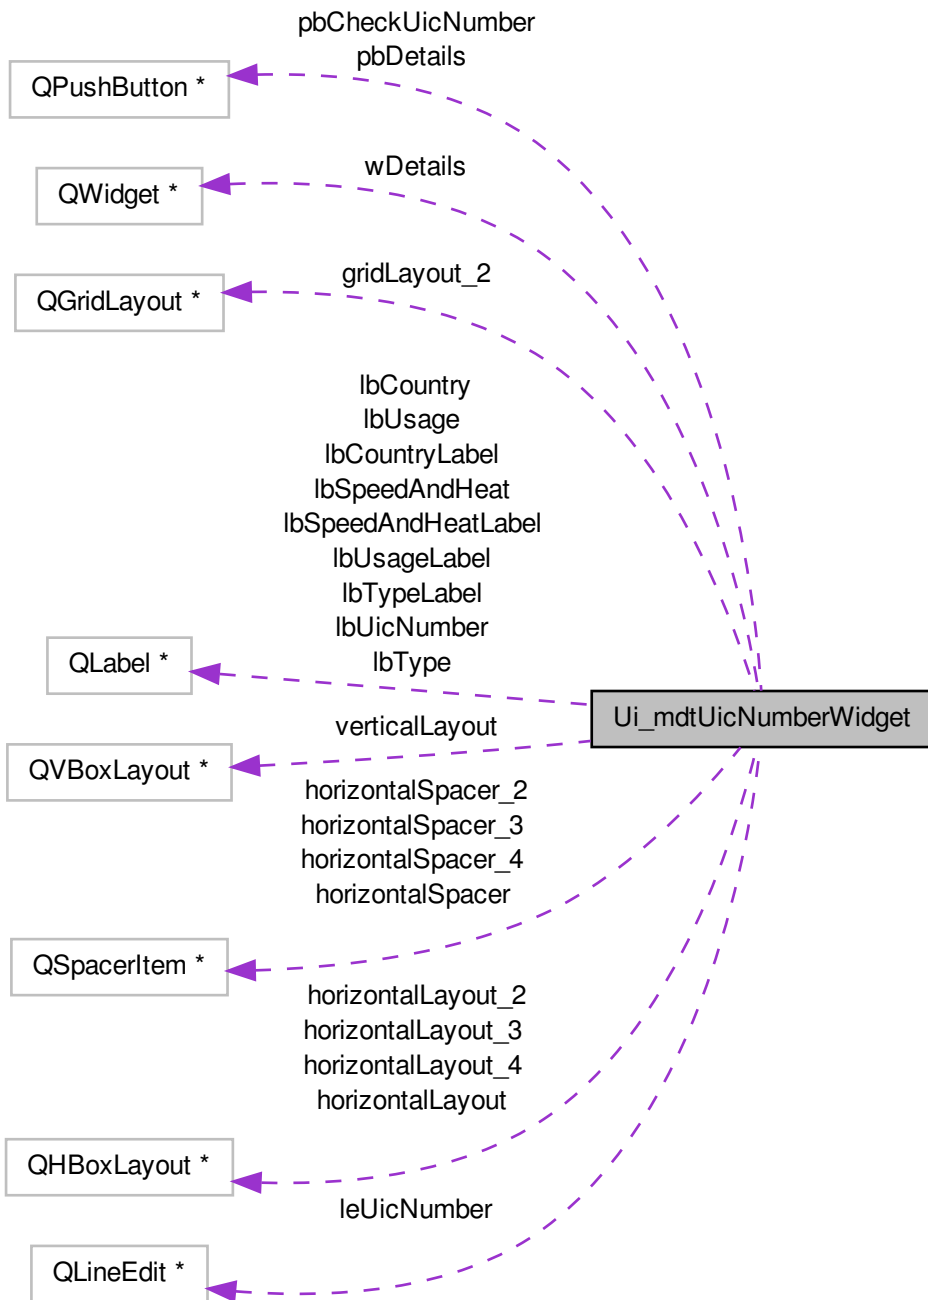 pbCheckUicNumber
pbDetails
QPushButton *
wDetails
QWidget *
gridLayout_2
QGridLayout *
lbCountry
lbUsage
lbCountryLabel
lbSpeedAndHeat
lbSpeedAndHeatLabel
lbUsageLabel
lbTypeLabel
lbUicNumber
lbType
QLabel *
Ui_mdtUicNumberWidget
verticalLayout
QVBoxLayout *
horizontalSpacer_2
horizontalSpacer_3
horizontalSpacer_4
horizontalSpacer
QSpacerItem *
horizontalLayout_2
horizontalLayout_3
horizontalLayout_4
horizontalLayout
QHBoxLayout *
leUicNumber
QLineEdit *